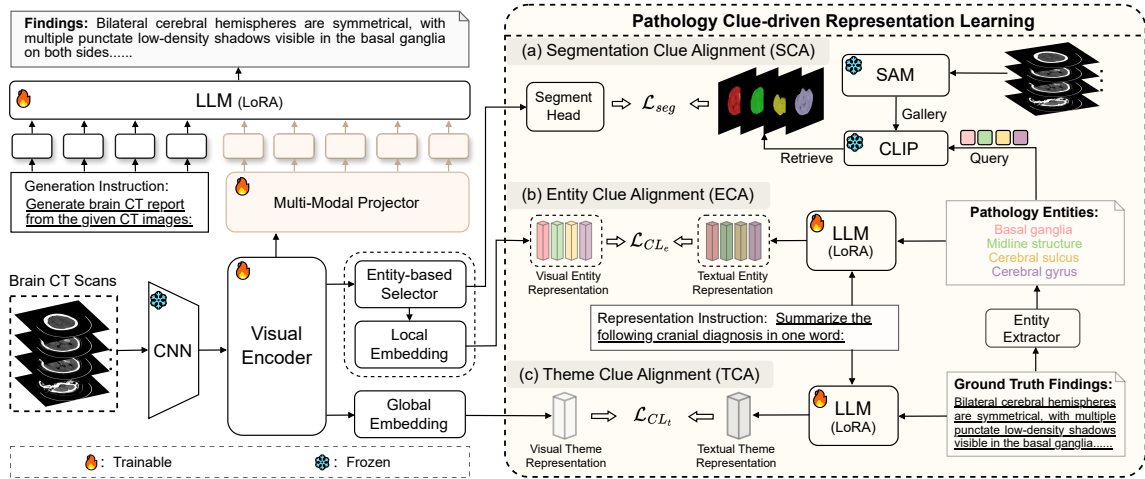 Findings: Bilateral cerebral hemispheres are symmetrical, with
multiple punctate low-density shadows visible in the basal ganglia
on both sides......
LLM (LoRA)
Generation Instruction:
Generate brain CT report
from the given CT images:
Multi-Modal Projector
Brain CT Scans
CNN
Visual
Encoder
Entity-based
Selector
Local
Embedding
Global
Embedding
: Trainable
: Frozen
Pathology Clue-driven Representation Learning
(a) Segmentation Clue Alignment (SCA)
Segment
Head
ℒseg
SAM
Gallery
CLIP
Retrieve
Query
(b) Entity Clue Alignment (ECA)
Visual Entity
Representation
ℒCLe
Textual Entity
Representation
LLM
(LoRA)
Pathology Entities:
Basal ganglia
Midline structure
Cerebral sulcus
Cerebral gyrus
Representation Instruction: Summarize the
following cranial diagnosis in one word:
Entity
Extractor
(c) Theme Clue Alignment (TCA)
Visual Theme
Representation
ℒCLt
Textual Theme
Representation
LLM
(LoRA)
Ground Truth Findings:
Bilateral cerebral hemispheres
are symmetrical, with multiple
punctate low-density shadows
visible in the basal ganglia......